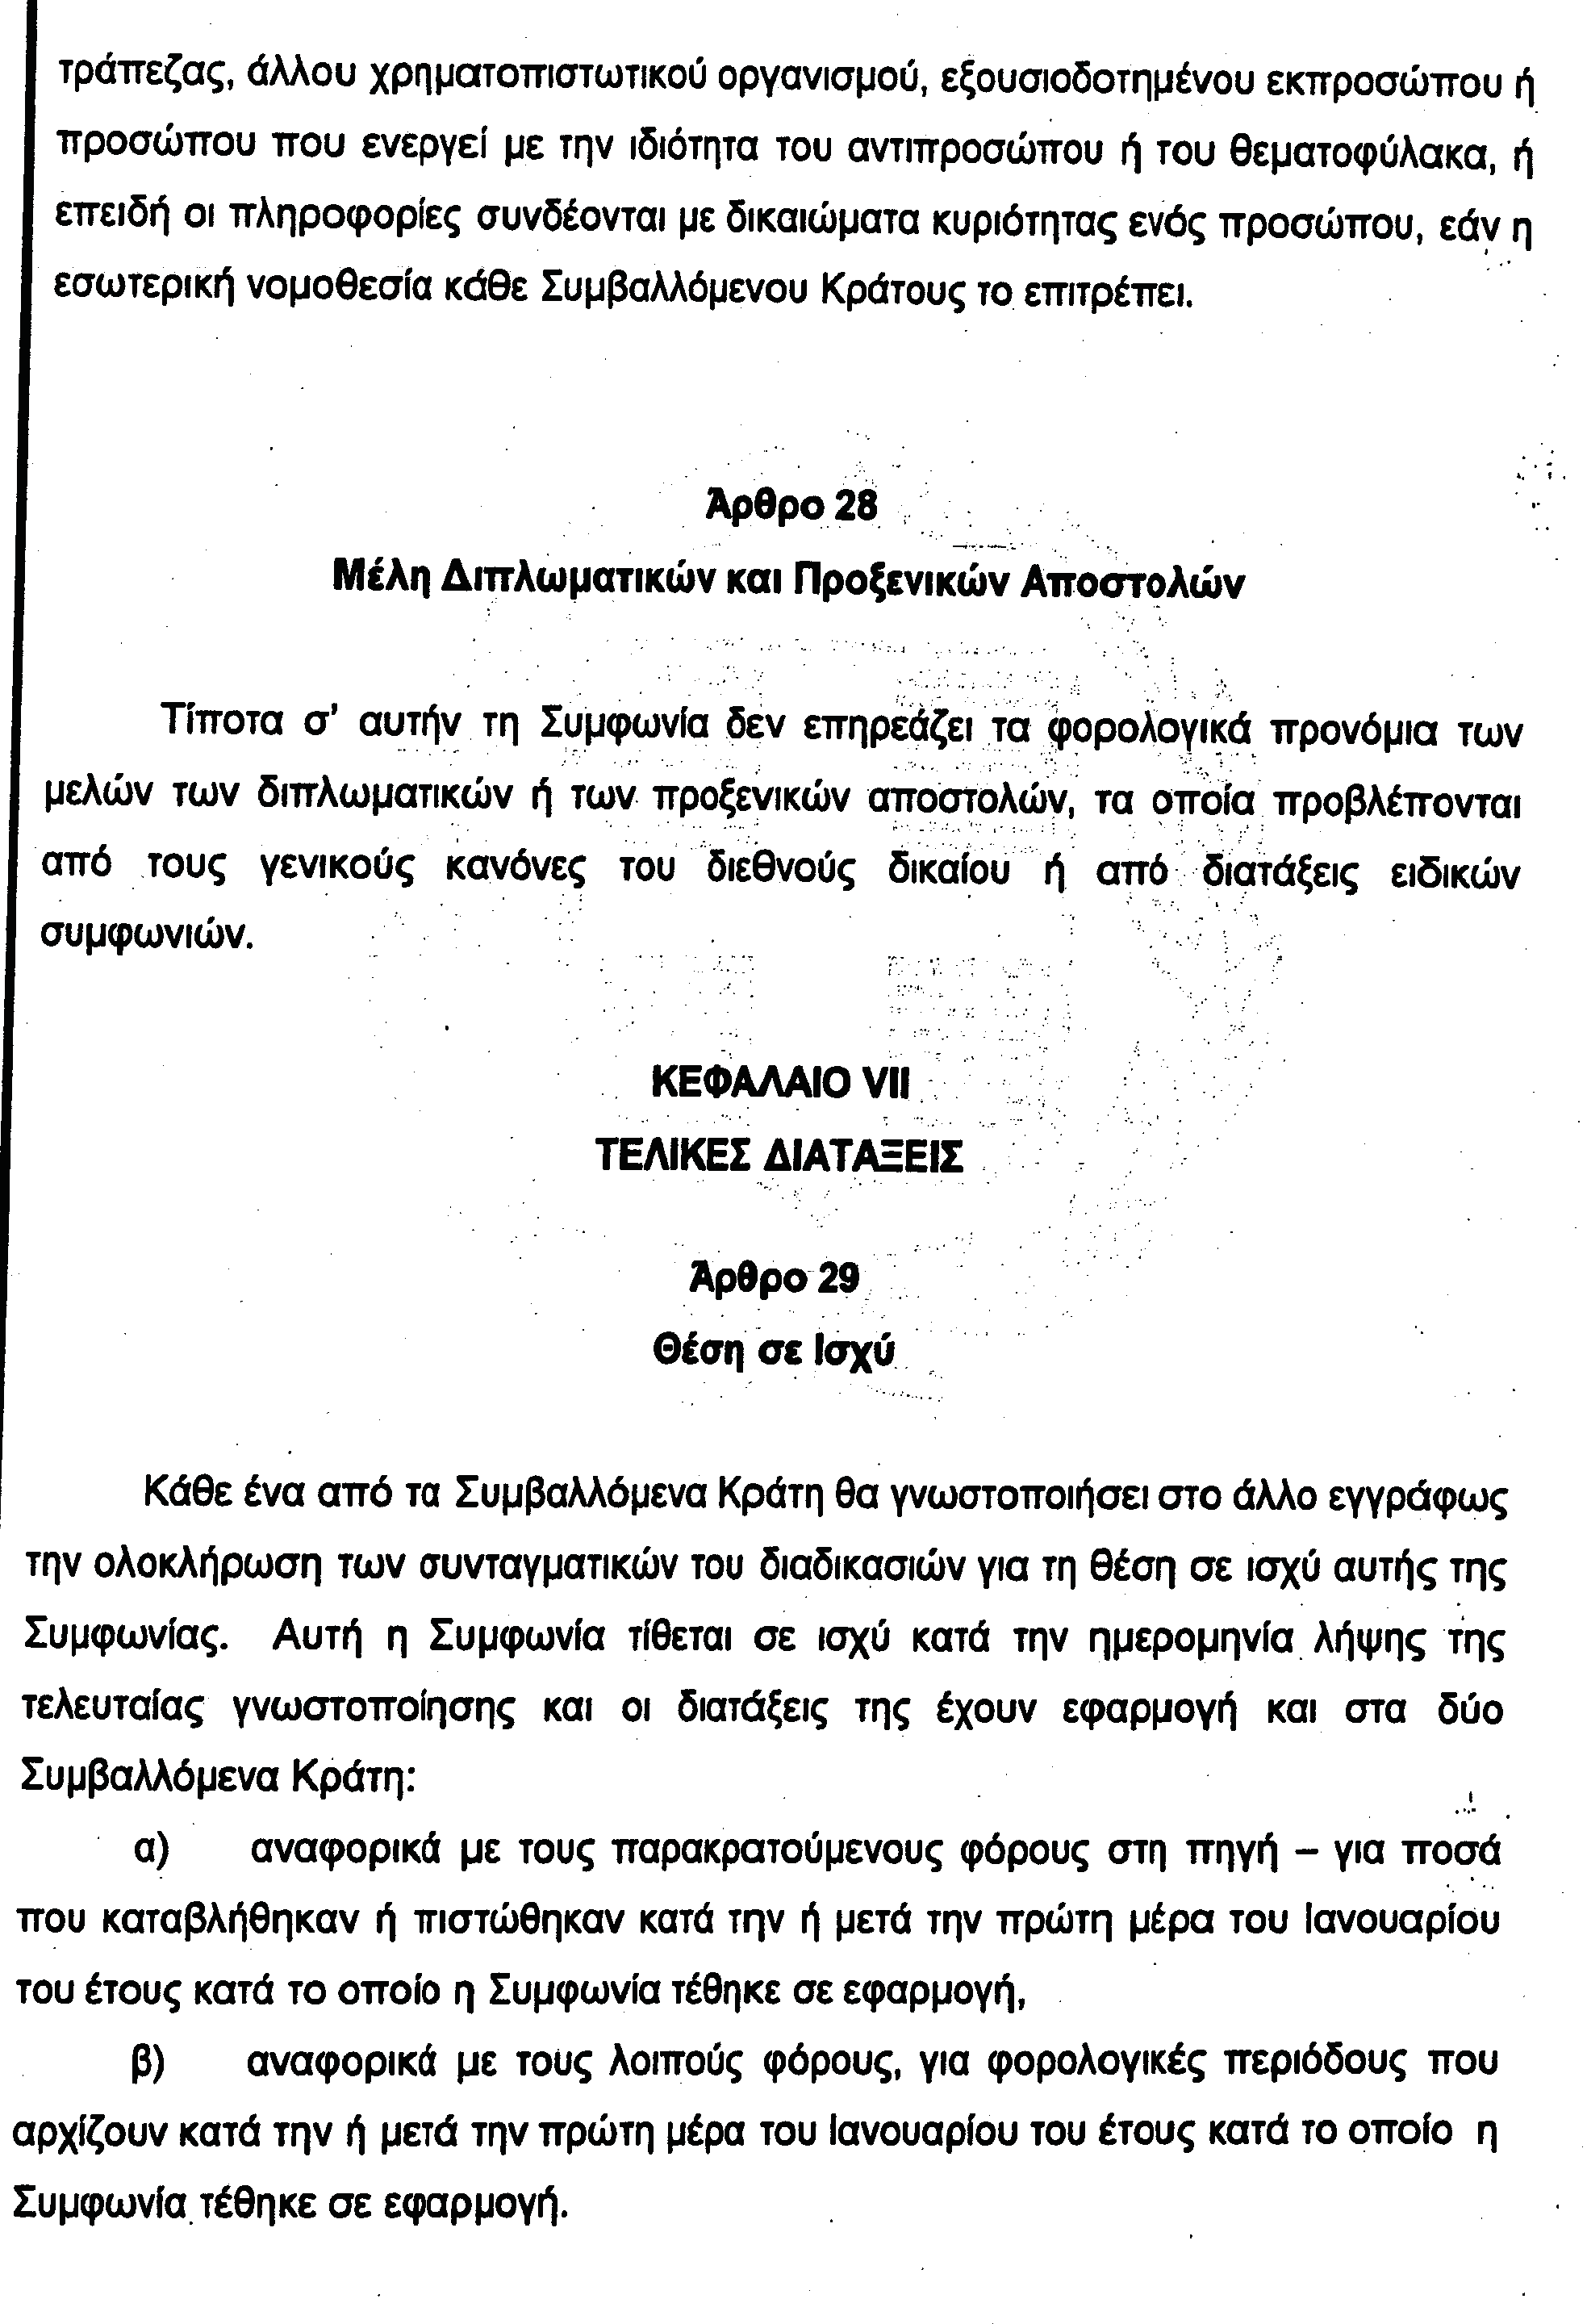 τράπεζας, άλλου χρηματοπιστωτικού οργανισμού, εξουσιοδοτημένου εκπροσώπου ή
προσώπου που ενεργεί με την ιδιότητα του αντιπροσώπου ή του θεματοφύλακα, ή
επειδή οι πληροφορίες συνδέονται με δικαιώματα κυριότητας ενός προσώπου, εάν η
εσωτερική νομοθεσία κάθε Συμβαλλόμενου Κράτους το επιτρέπει.
Άρθρο 28
Μέλη Διπλωματικών και Προξενικών Αποστολών
Τίποτα σ' αυτήν τη Συμφωνία δεν επηρεάζει τα φορολογικά προνόμια των
μελών των διπλωματικών ή των προξενικών αποστολών, τα οποία προβλέπονται
από τους γενικούς κανόνες του διεθνούς δικαίου ή από διατάξεις ειδικών
συμφωνιών.
ΚΕΦΑΛΑΙΟ VII
ΤΕΛΙΚΕΣ ΔΙΑΤΑΞΕΙΣ
Άρθρο 29
Θέση σε Ισχύ
Κάθε ένα από τα Συμβαλλόμενα Κράτη θα γνωστοποιήσει στο άλλο εγγράφως
την ολοκλήρωση των συνταγματικών του διαδικασιών για τη θέση σε ισχύ αυτής της
Συμφωνίας. Αυτή η Συμφωνία τίθεται σε ισχύ κατά την ημερομηνία λήψης της
τελευταίας γνωστοποίησης και οι διατάξεις της έχουν εφαρμογή και στα δύο
Συμβαλλόμενα Κράτη:
α) αναφορικά με τους παρακρατούμενους φόρους στη πηγή – για ποσά
που καταβλήθηκαν ή πιστώθηκαν κατά την ή μετά την πρώτη μέρα του Ιανουαρίου
του έτους κατά το οποίο η Συμφωνία τέθηκε σε εφαρμογή,
β) αναφορικά με τους λοιπούς φόρους, για φορολογικές περιόδους που
αρχίζουν κατά την ή μετά την πρώτη μέρα του Ιανουαρίου του έτους κατά το οποίο η
Συμφωνία τέθηκε σε εφαρμογή.